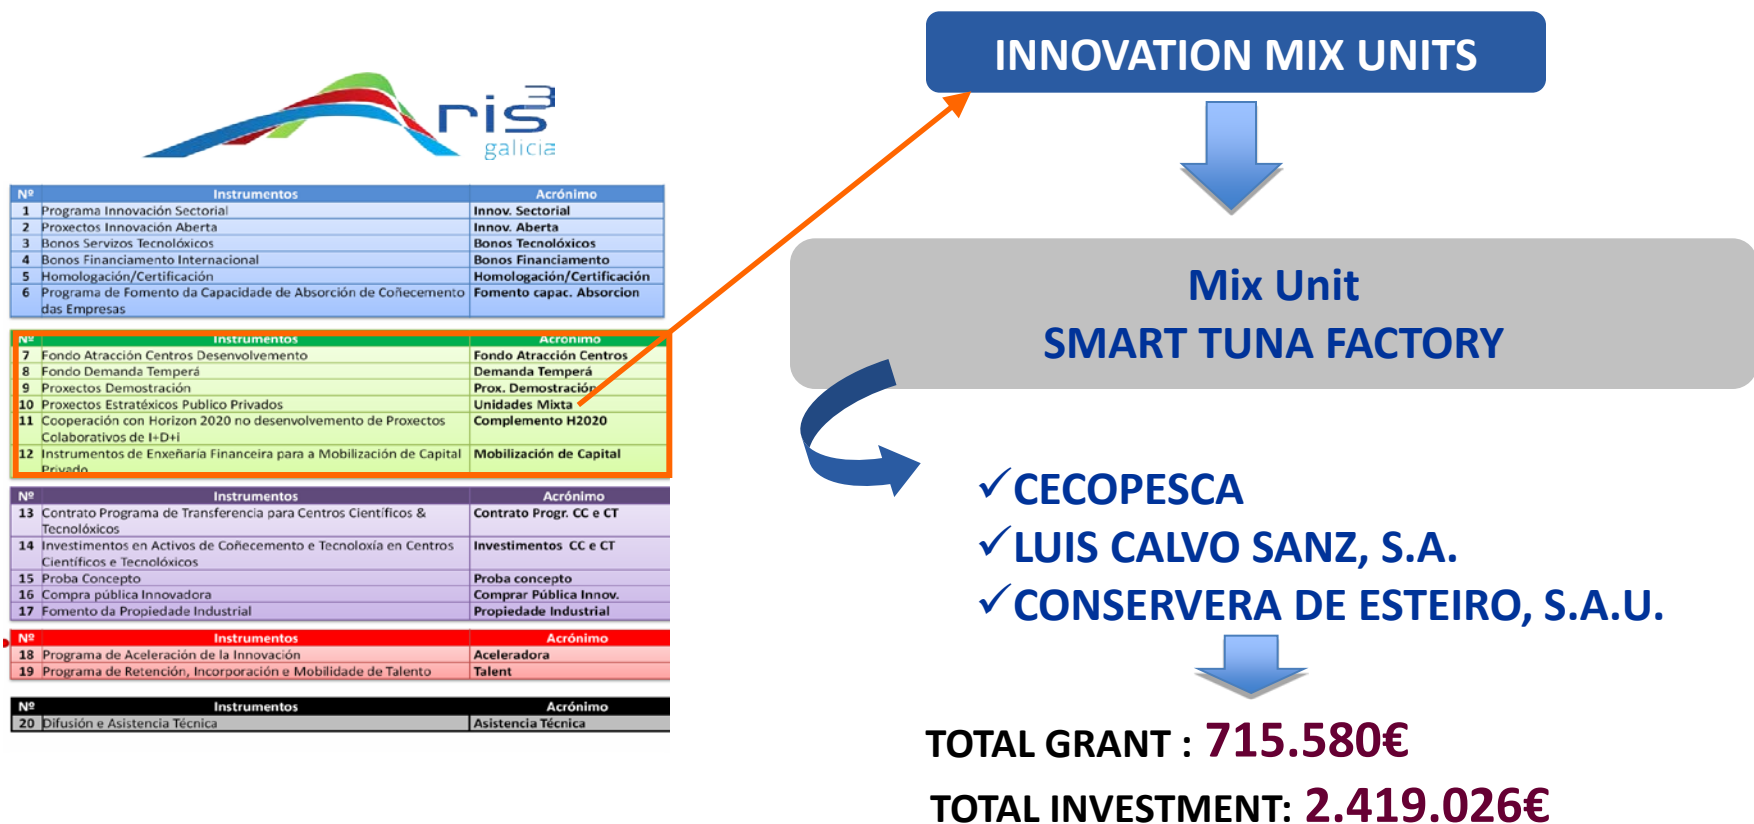 ris3
galicia
Nº Instrumentos Acrónimo
1 Programa Innovación Sectorial Innov. Sectorial
2 Proxectos Innovación Aberta Innov. Aberta
3 Bonos Servizos Tecnolóxicos Bonos Tecnolóxicos
4 Bonos Financiamento Internacional Bonos Financiamento
5 Homologación/Certificación Homologación/Certificación
6 Programa de Fomento da Capacidade de Absorción de Coñecemento Fomento capac. Absorcion
das Empresas
Nº Instrumentos Acrónimo
7 Fondo Atracción Centros Desenvolvemento Fondo Atracción Centros
8 Fondo Demanda Temperá Demanda Temperá
9 Proxectos Demostración Prox. Demostración
10 Proxectos Estratéxicos Publico Privados Unidades Mixta
11 Cooperación con Horizon 2020 no desenvolvemento de Proxectos Complemento H2020
Colaborativos de I+D+i
12 Instrumentos de Enxeñaría Financeira para a Mobilización de Capital Mobilización de Capital
Privado
Nº Instrumentos Acrónimo
13 Contrato Programa de Transferencia para Centros Científicos & Contrato Progr. CC e CT
Tecnolóxicos
14 Investimentos en Activos de Coñecemento e Tecnoloxía en Centros Investimentos CC e CT
Científicos e Tecnolóxicos
15 Proba Concepto Proba concepto
16 Compra pública Innovadora Comprar Pública Innov.
17 Fomento da Propiedade Industrial Propiedade Industrial
Nº Instrumentos Acrónimo
18 Programa de Aceleración de la Innovación Aceleradora
19 Programa de Retención, Incorporación e Mobilidade de Talento Talent
Nº Instrumentos Acrónimo
20 Difusión e Asistencia Técnica Asistencia Técnica
INNOVATION MIX UNITS
Mix Unit
SMART TUNA FACTORY
✓CECOPESCA
✓LUIS CALVO SANZ, S.A.
✓CONSERVERA DE ESTEIRO, S.A.U.
TOTAL GRANT : 715.580€
TOTAL INVESTMENT: 2.419.026€